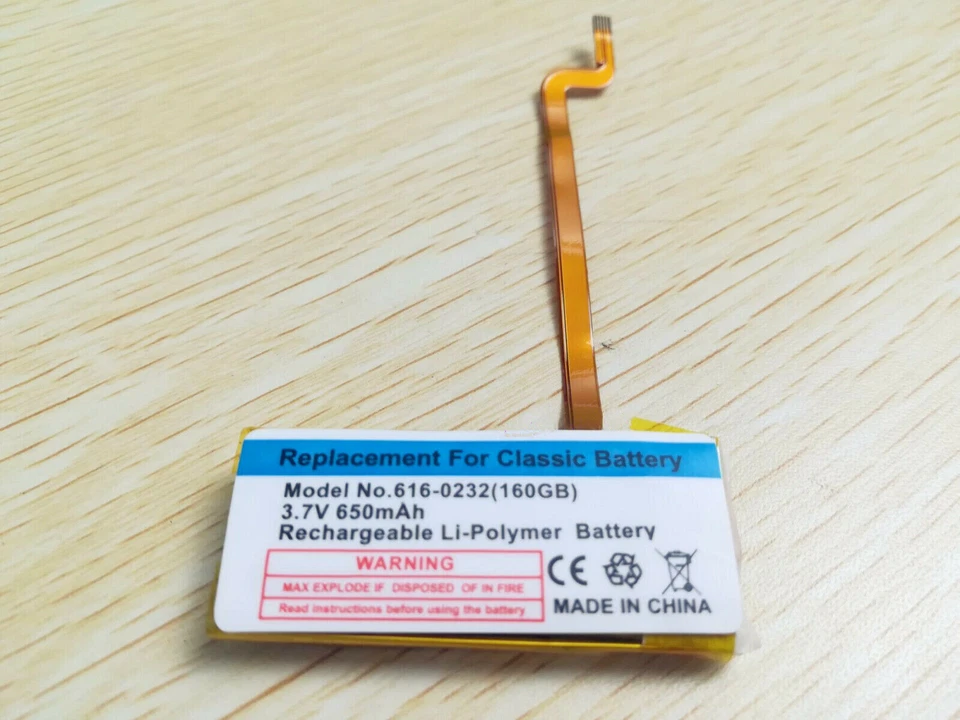 Replacement For Classic Battery
Model No.616-0232(160GB)
3.7V 650mAh
Rechargeable Li-Polymer Battery
WARNING
MAX EXPLODE IF DISPOSED OF IN FIRE
Read instructions before using the battery
CE
MADE IN CHINA